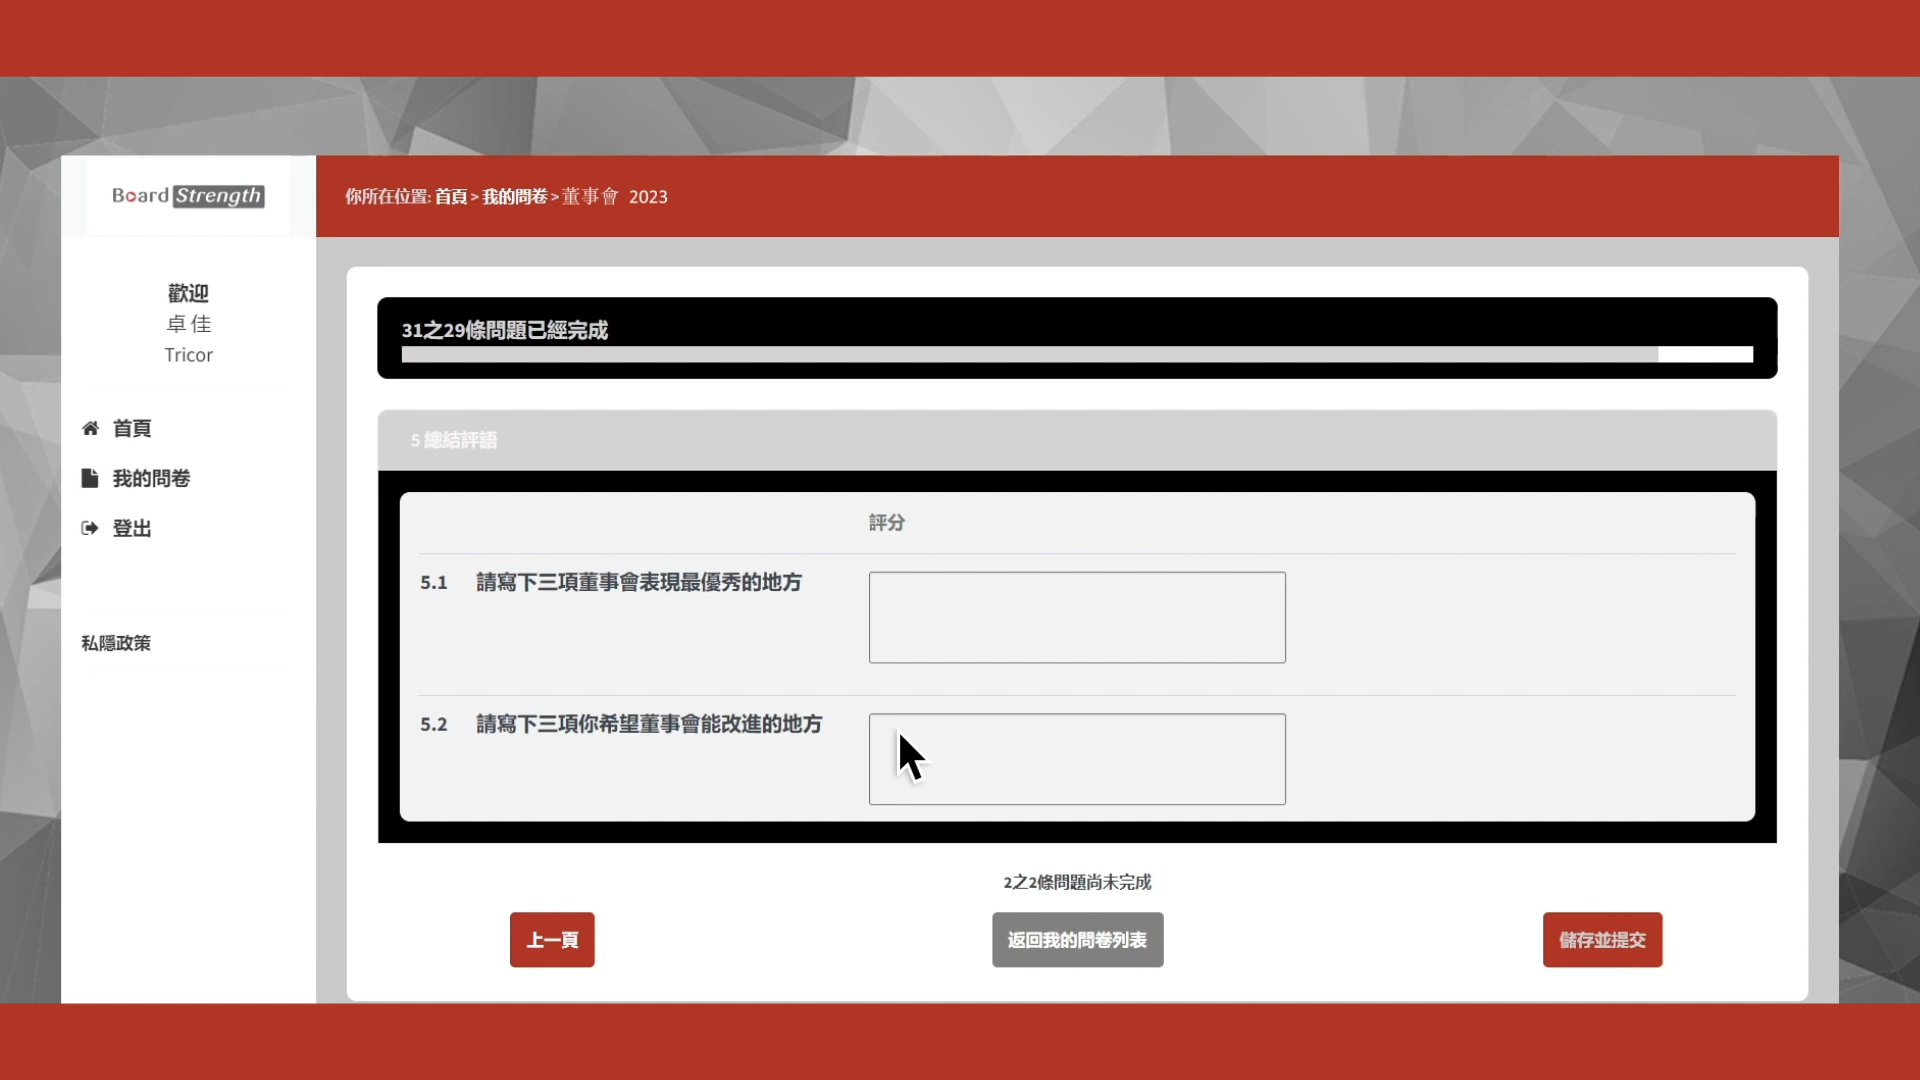 Board Strength
你所在位置: 首頁 > 我的問卷 > 董事會 2023
歡迎
卓佳
Tricor
首頁
我的問卷
登出
私隱政策
31之29條問題已經完成
5 總結評語
評分
5.1 請寫下三項董事會表現最優秀的地方
5.2 請寫下三項你希望董事會能改進的地方
2之2條問題尚未完成
上一頁
返回我的問卷列表
儲存並提交